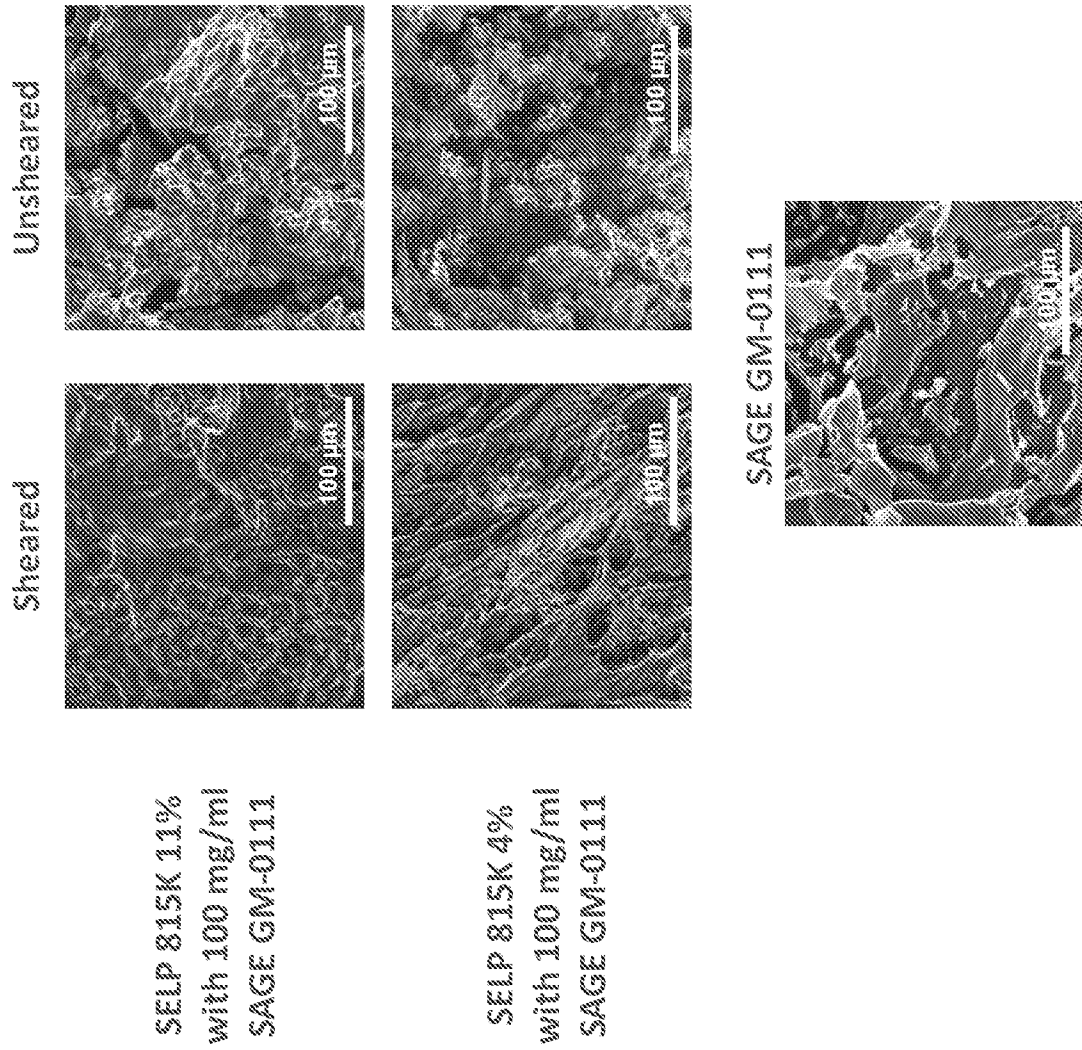 Sheared
Unsheared
SELP 815K 11%
with 100 mg/ml
SAGE GM-0111
100 µm
100 µm
SELP 815K 4%
with 100 mg/ml
SAGE GM-0111
100 µm
100 µm
SAGE GM-0111
100 µm